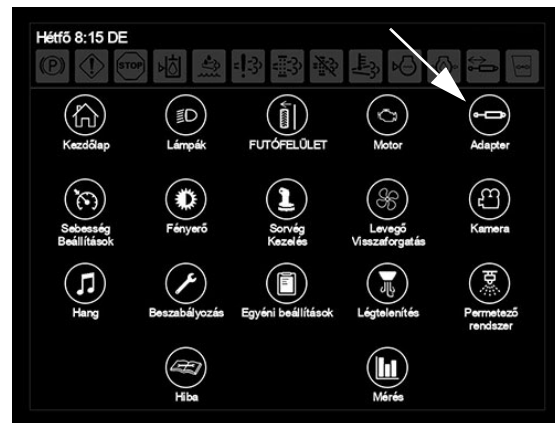 Hétfő 8:15 DE
(P)
STOP
Kezdőlap
Lámpák
FUTÓFELÜLET
Motor
Adapter
Sebesség
Beállítások
Fényerő
Sorvég
Kezelés
Levegő
Visszaforgatás
Kamera
Hang
Beszabályozás
Egyéni beállítások
Légtelenítés
Permetező
rendszer
Hiba
Mérés